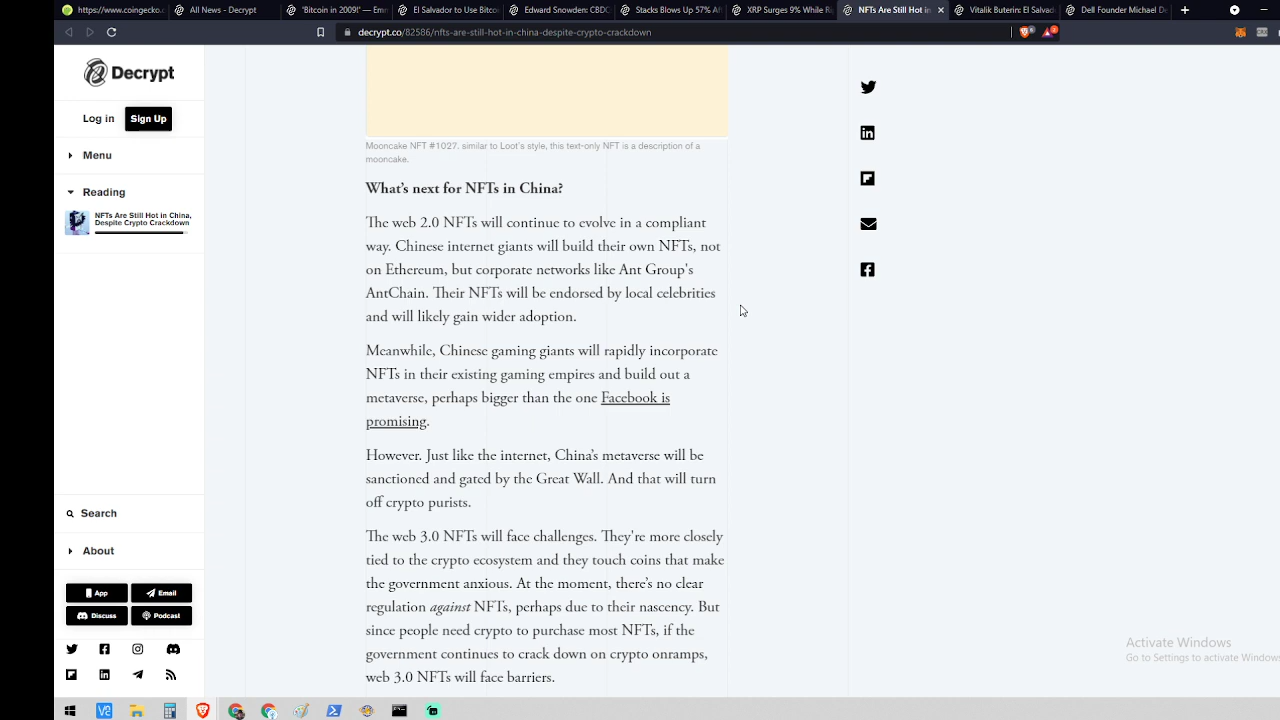 https://www.coingecko.c
All News - Decrypt
'Bitcoin in 2009!' — Emr
El Salvador to Use Bitco
Edward Snowden: CBDC
Stacks Blows Up 57% Af
XRP Surges 9% While R
NFTs Are Still Hot in
Vitalik Buterin: El Salvad
Dell Founder Michael De
decrypt.co/82586/nfts-are-still-hot-in-china-despite-crypto-crackdown
Decrypt
Log in
Sign Up
Menu
Reading
NFTs Are Still Hot in China,
Despite Crypto Crackdown
Mooncake NFT #1027. similar to Loot's style, this text-only NFT is a description of a
mooncake.
What's next for NFTs in China?
The web 2.0 NFTs will continue to evolve in a compliant
way. Chinese internet giants will build their own NFTs, not
on Ethereum, but corporate networks like Ant Group's
AntChain. Their NFTs will be endorsed by local celebrities
and will likely gain wider adoption.
Meanwhile, Chinese gaming giants will rapidly incorporate
NFTs in their existing gaming empires and build out a
metaverse, perhaps bigger than the one Facebook is
promising.
However. Just like the internet, China's metaverse will be
sanctioned and gated by the Great Wall. And that will turn
off crypto purists.
The web 3.0 NFTs will face challenges. They're more closely
tied to the crypto ecosystem and they touch coins that make
the government anxious. At the moment, there's no clear
regulation against NFTs, perhaps due to their nascency. But
since people need crypto to purchase most NFTs, if the
government continues to crack down on crypto onramps,
web 3.0 NFTs will face barriers.
Search
About
App
Email
Discuss
Podcast
Activate Windows
Go to Settings to activate Windows